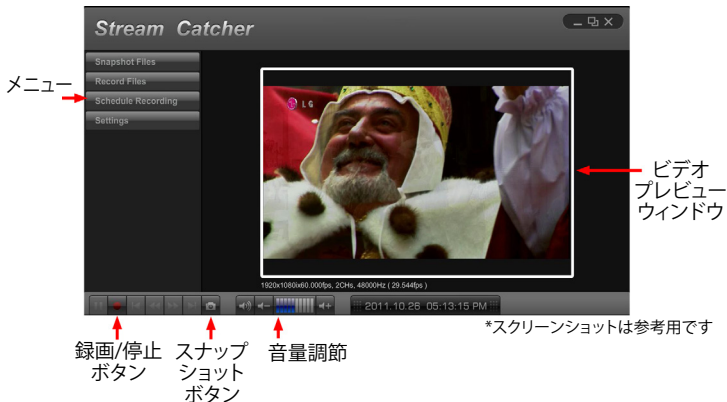 Stream Catcher
Snapshot Files
Record Files
Schedule Recording
Settings
メニュー
LG
ビデオ
プレビュー
ウィンドウ
1920x1080ix60.000fps, 2CHs, 48000Hz ( 29.544fps )
2011.10.26 05:13:15 PM
*スクリーンショットは参考用です
録画/停止
ボタン
スナップ
ショット
ボタン
音量調節